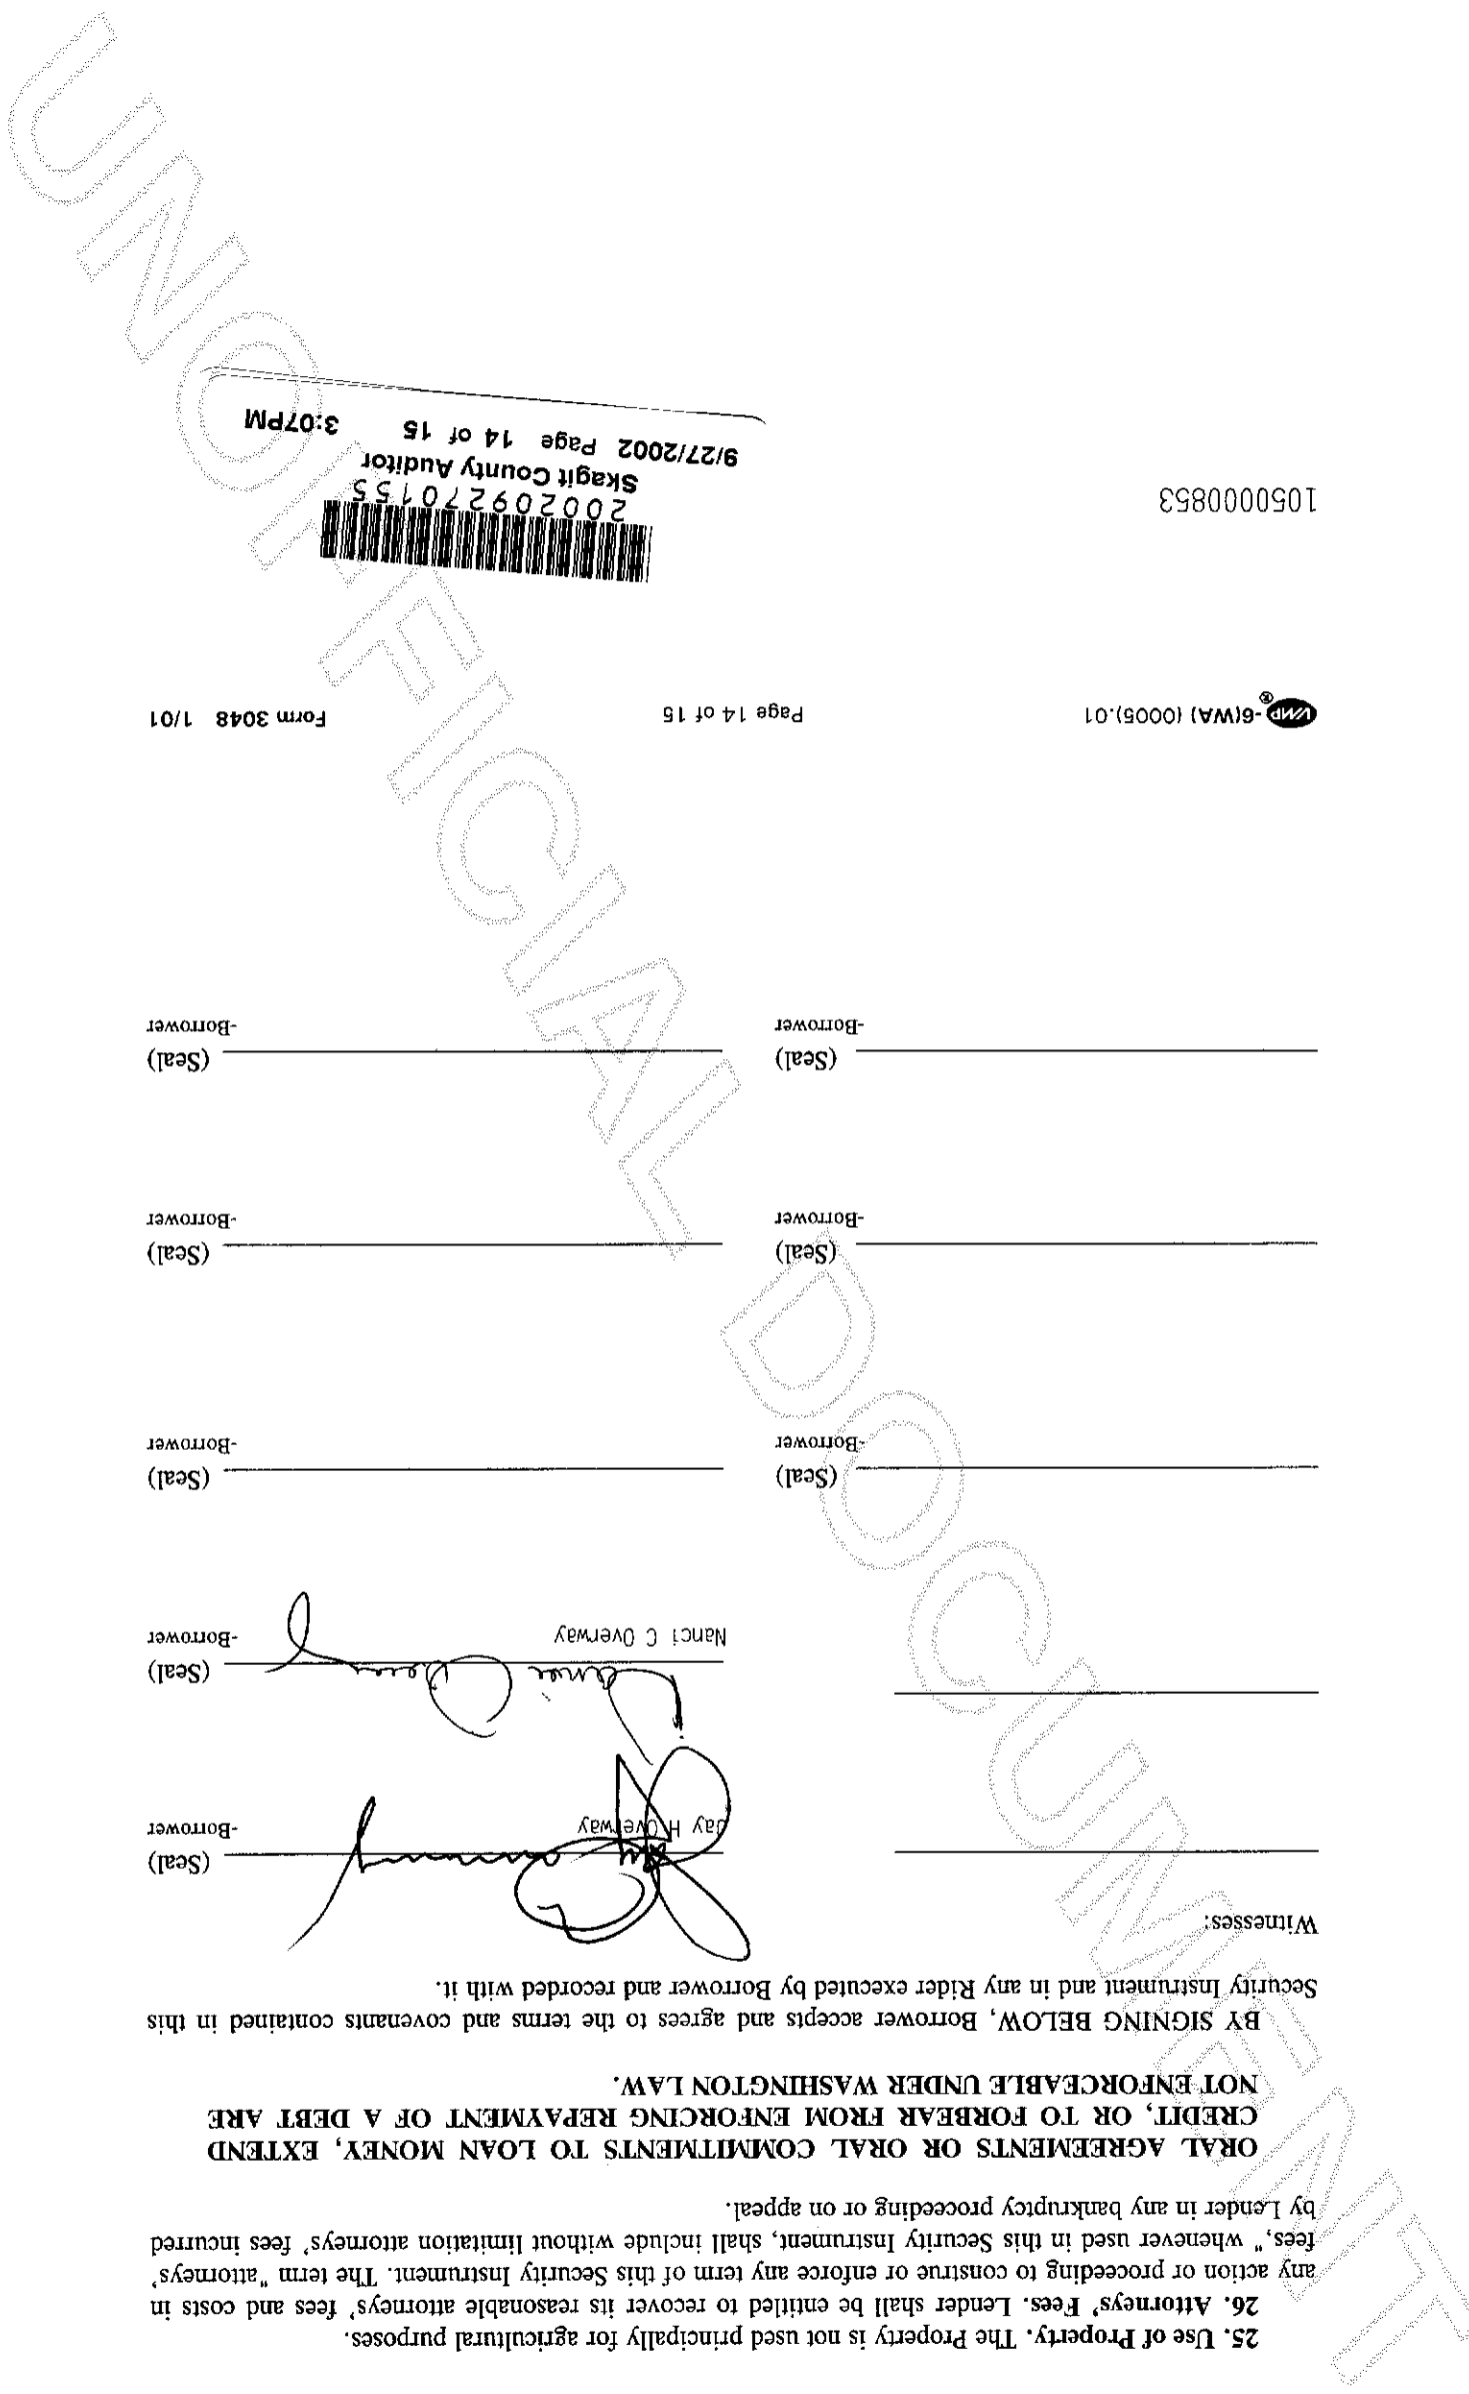 25. Use of Property. The Property is not used principally for agricultural purposes.
26. Attorneys' Fees. Lender shall be entitled to recover its reasonable attorneys' fees and costs in
any action or proceeding to construe or enforce any term of this Security Instrument. The term "attorneys'
fees," whenever used in this Security Instrument, shall include without limitation attorneys' fees incurred
by Lender in any bankruptcy proceeding or on appeal.
ORAL AGREEMENTS OR ORAL COMMITMENTS TO LOAN MONEY, EXTEND
CREDIT, OR TO FORBEAR FROM ENFORCING REPAYMENT OF A DEBT ARE
NOT ENFORCEABLE UNDER WASHINGTON LAW.
BY SIGNING BELOW, Borrower accepts and agrees to the terms and covenants contained in this
Security Instrument and in any Rider executed by Borrower and recorded with it.
Witnesses:
(Seal)
Jay H Overway -Borrower
(Seal)
Nanci C Overway -Borrower
(Seal) (Seal)
-Borrower -Borrower
(Seal) (Seal)
-Borrower -Borrower
(Seal) (Seal)
-Borrower -Borrower
VMP®-6(WA) (0005).01 Page 14 of 15 Form 3048 1/01
1050000853
200209270155
Skagit County Auditor
9/27/2002 Page 14 of 15 3:07PM
UNOFFICIAL DOCUMENT